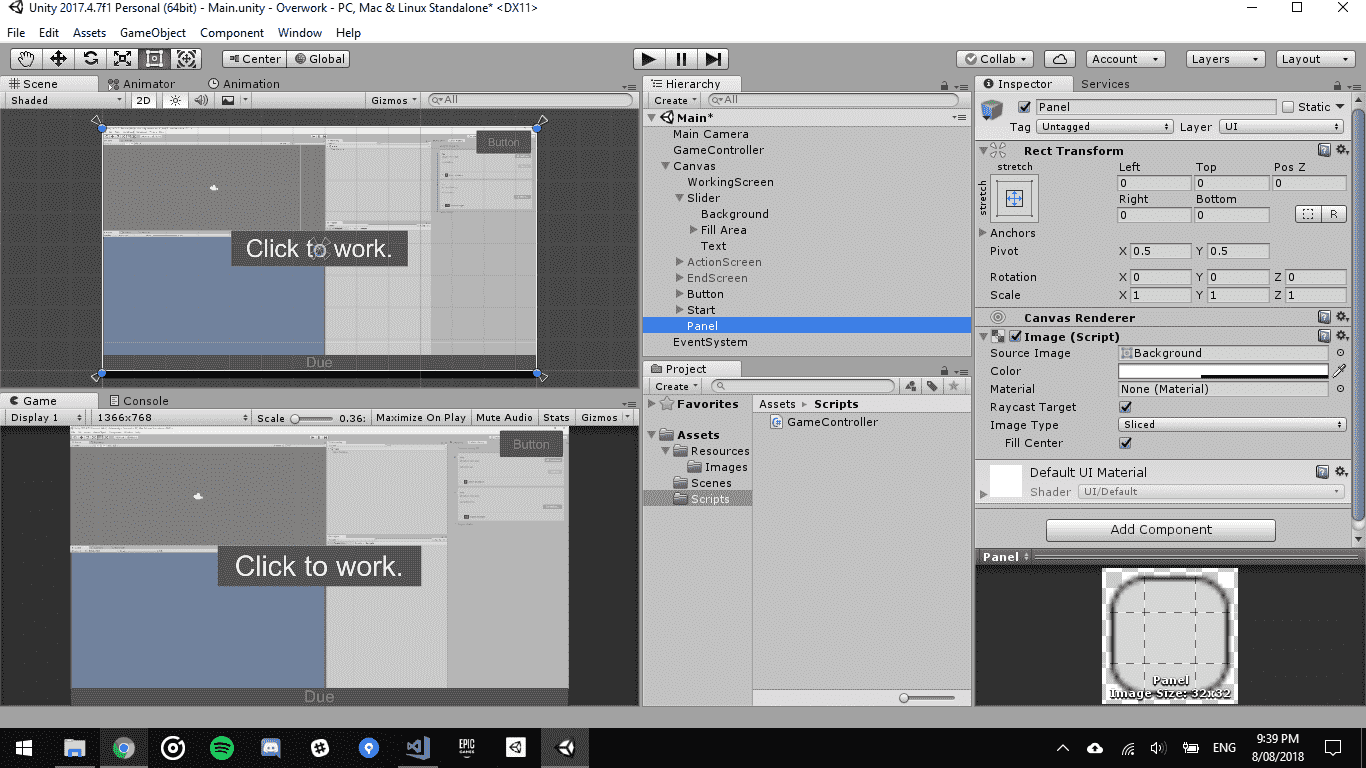 Unity 2017.4.7f1 Personal (64bit) - Main.unity - Overwork - PC, Mac & Linux Standalone* <DX11>
File Edit Assets GameObject Component Window Help
Center Global Collab Account Layers Layout
Scene Animator Animation
Shaded 2D Gizmos All
Button
Click to work.
Due
Game Console
Display 1 1366x768 Scale 0.36: Maximize On Play Mute Audio Stats Gizmos
Button
Click to work.
Due
Hierarchy
Create All
Main*
Main Camera
GameController
Canvas
WorkingScreen
Slider
Background
Fill Area
Text
ActionScreen
EndScreen
Button
Start
Panel
EventSystem
Project
Create
Favorites
Assets
Resources
Images
Scenes
Scripts
Assets Scripts
GameController
Inspector Services
Panel Static
Tag Untagged Layer UI
Rect Transform
stretch
stretch
Left Top Pos Z
0 0 0
Right Bottom
0 0 R
Anchors
Pivot X 0.5 Y 0.5
Rotation X 0 Y 0 Z 0
Scale X 1 Y 1 Z 1
Canvas Renderer
Image (Script)
Source Image Background
Color
Material None (Material)
Raycast Target
Image Type Sliced
Fill Center
Default UI Material
Shader UI/Default
Add Component
Panel
Panel
Image Size: 32x32
EPIC GAMES
ENG
9:39 PM
8/08/2018